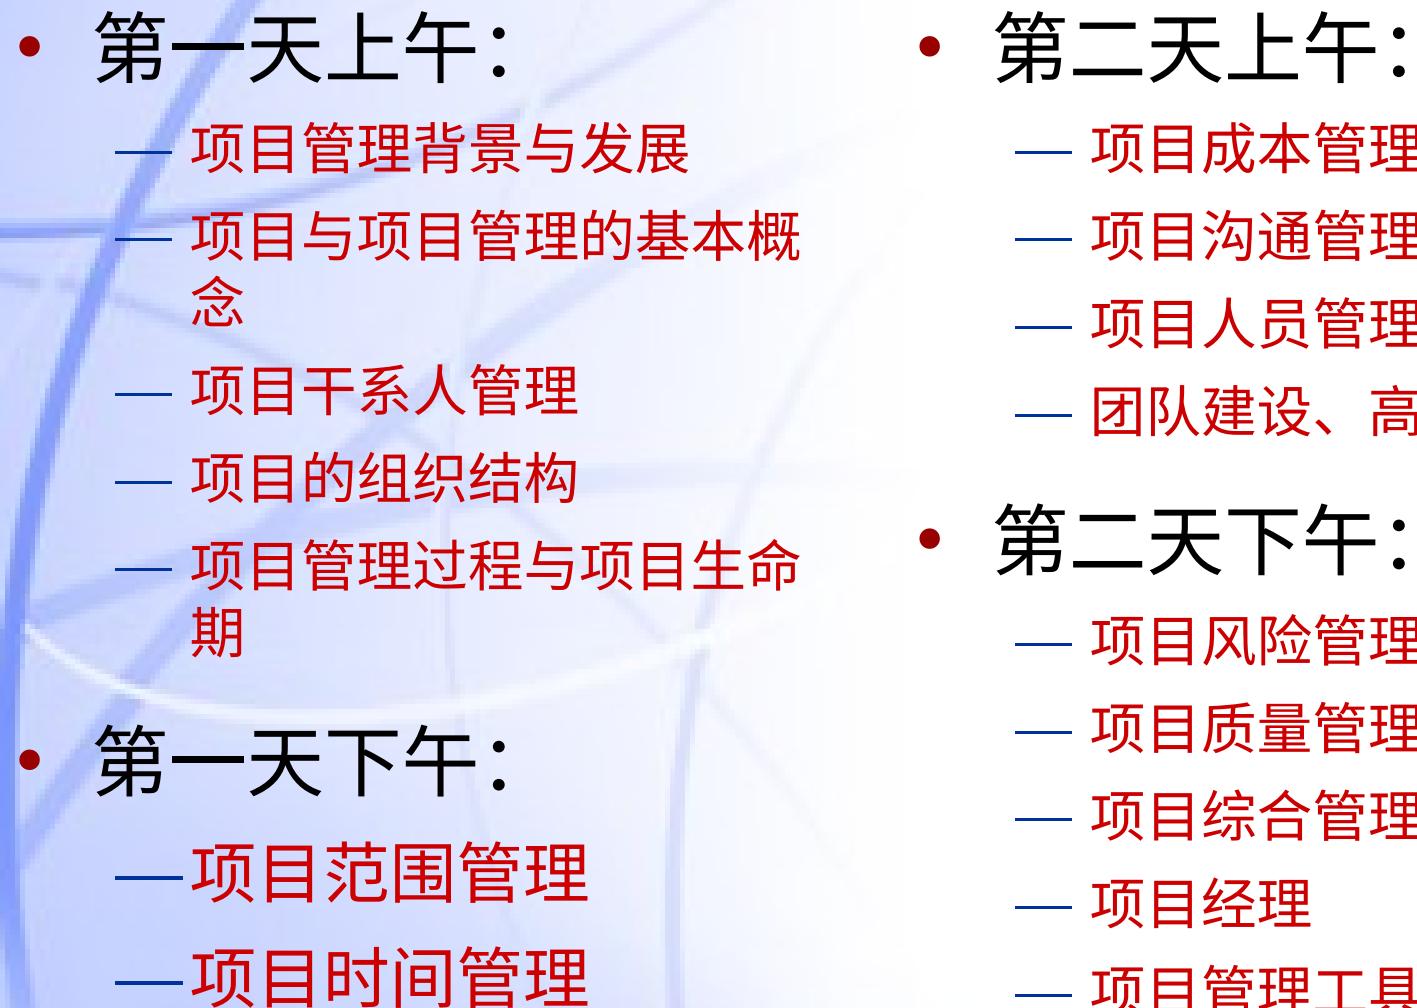 第一天上午：
— 项目管理背景与发展
— 项目与项目管理的基本概
念
— 项目干系人管理
— 项目的组织结构
— 项目管理过程与项目生命
期
第一天下午：
—项目范围管理
—项目时间管理
第二天上午：
— 项目成本管理
— 项目沟通管理
— 项目人员管理
— 团队建设、高
第二天下午：
— 项目风险管理
— 项目质量管理
— 项目综合管理
— 项目经理
— 项目管理工具